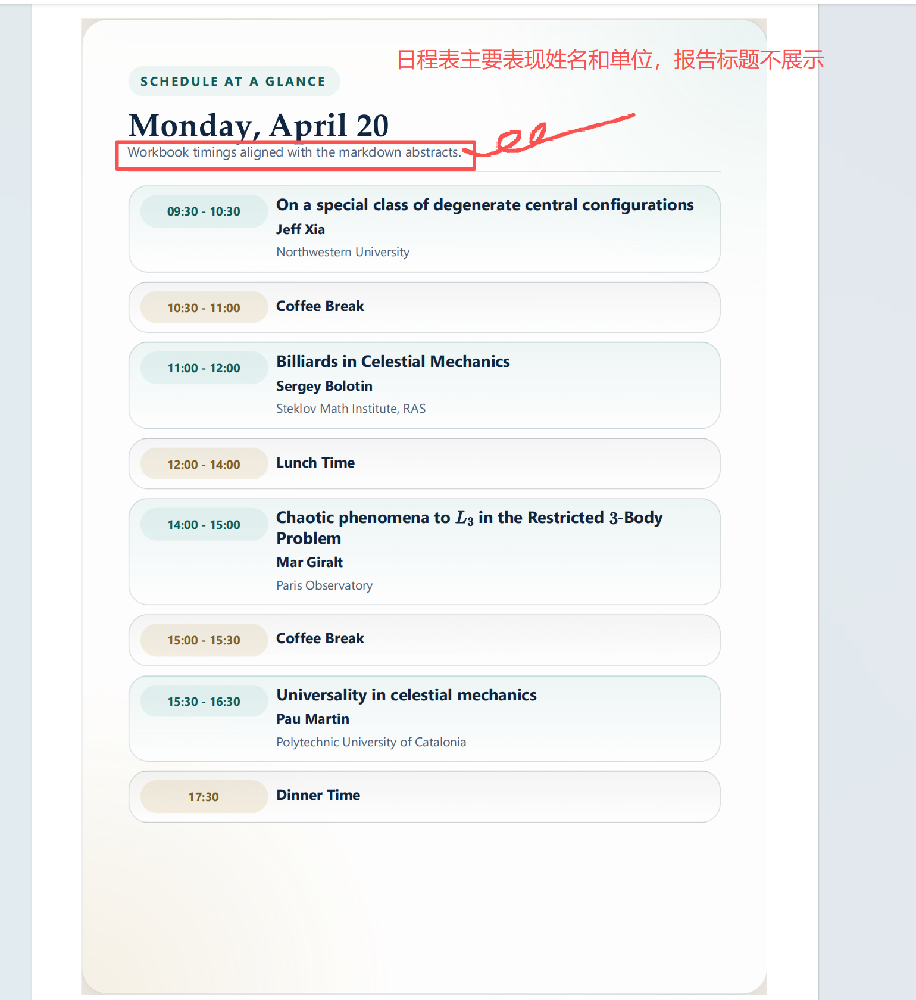 日程表主要表现姓名和单位，报告标题不展示
SCHEDULE AT A GLANCE
Monday, April 20
Workbook timings aligned with the markdown abstracts.
09:30 - 10:30
On a special class of degenerate central configurations
Jeff Xia
Northwestern University
10:30 - 11:00
Coffee Break
11:00 - 12:00
Billiards in Celestial Mechanics
Sergey Bolotin
Steklov Math Institute, RAS
12:00 - 14:00
Lunch Time
14:00 - 15:00
Chaotic phenomena to L₃ in the Restricted 3-Body
Problem
Mar Giralt
Paris Observatory
15:00 - 15:30
Coffee Break
15:30 - 16:30
Universality in celestial mechanics
Pau Martin
Polytechnic University of Catalonia
17:30
Dinner Time